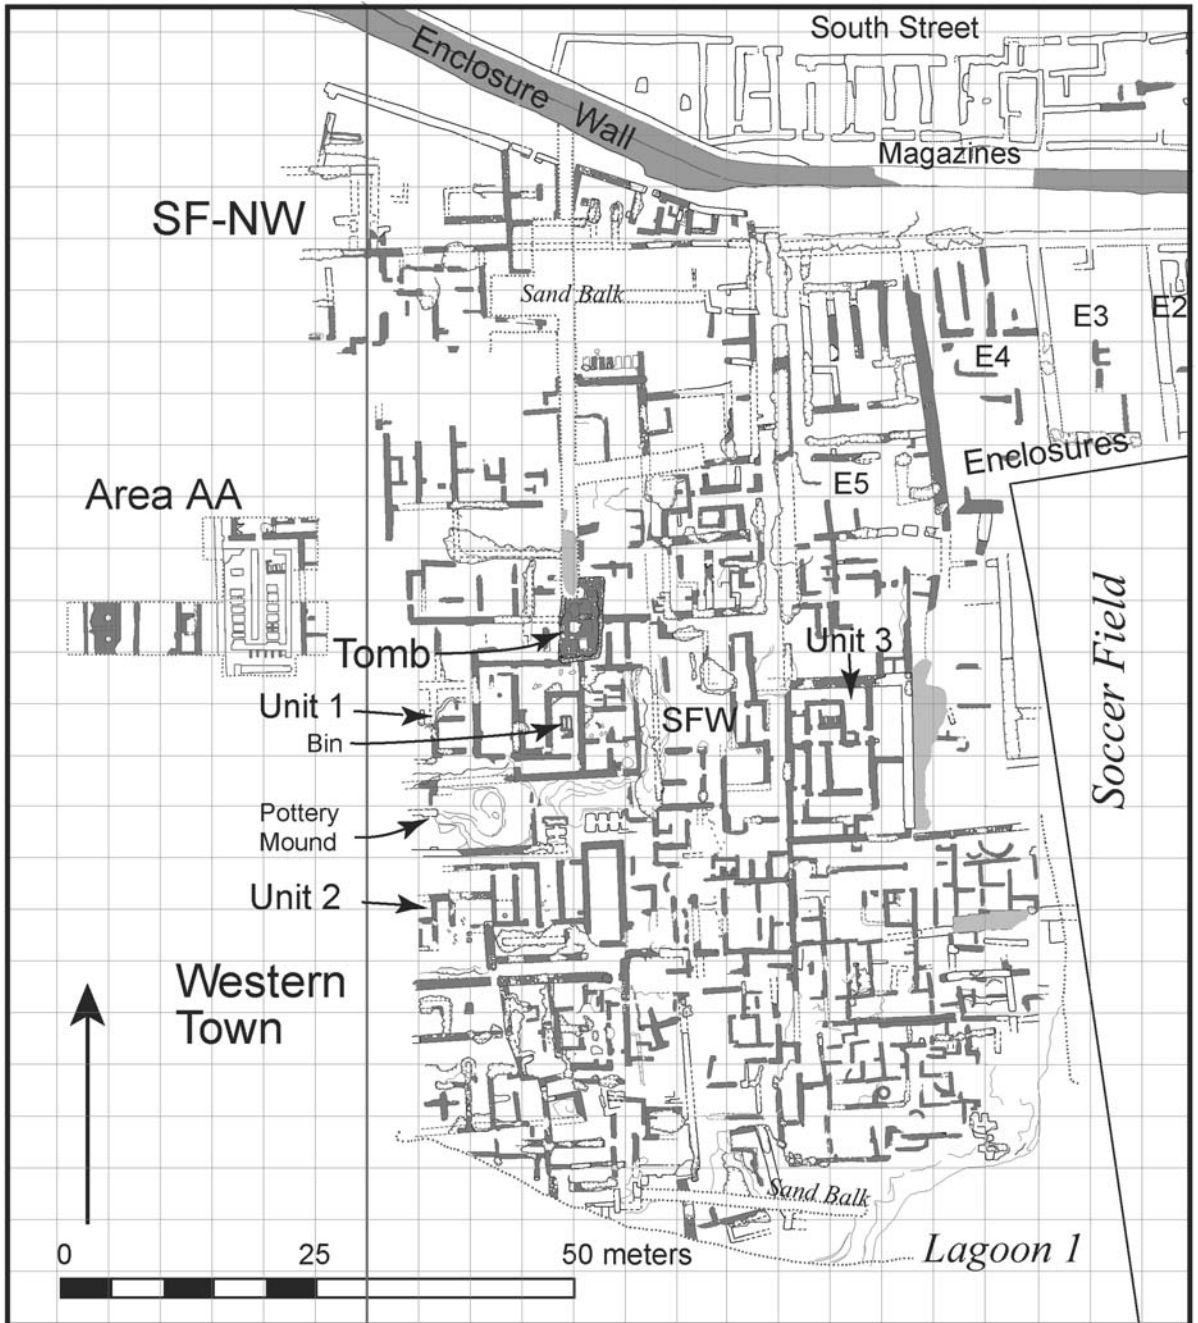 South Street
Enclosure Wall
Magazines
SF-NW
Sand Balk
E3
E2
E4
Enclosures
E5
Area AA
Tomb
Unit 3
Unit 1
SFW
Bin
Soccer Field
Pottery
Mound
Unit 2
Western
Town
Sand Balk
Lagoon 1
0 25 50 meters